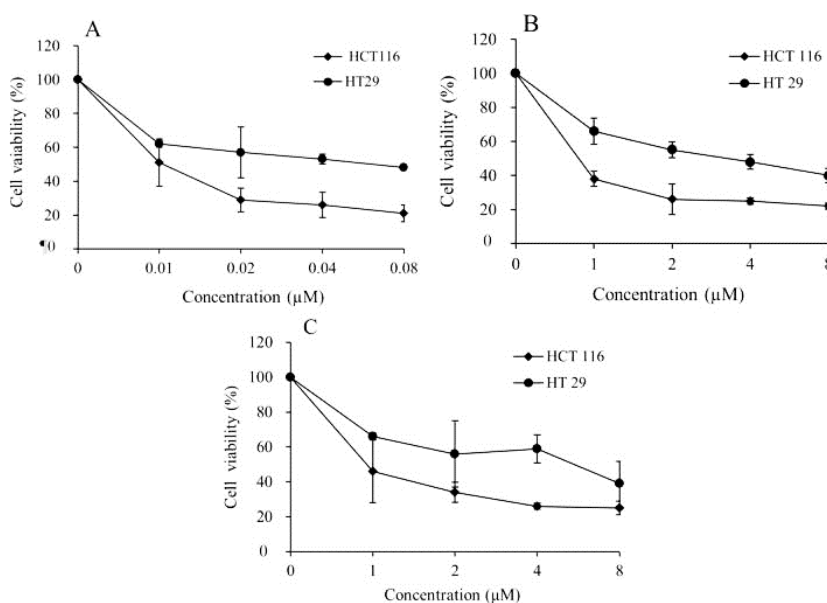 A
HCT116
HT29
Cell vaiability (%)
120
100
80
60
40
20
0
0
0.01
0.02
0.04
0.08
Concentration (µM)
B
HCT 116
HT 29
Cell viability (%)
120
100
80
60
40
20
0
0
1
2
4
8
Concentration (µM)
C
HCT 116
HT 29
Cell viability (%)
120
100
80
60
40
20
0
0
1
2
4
8
Concentration (µM)